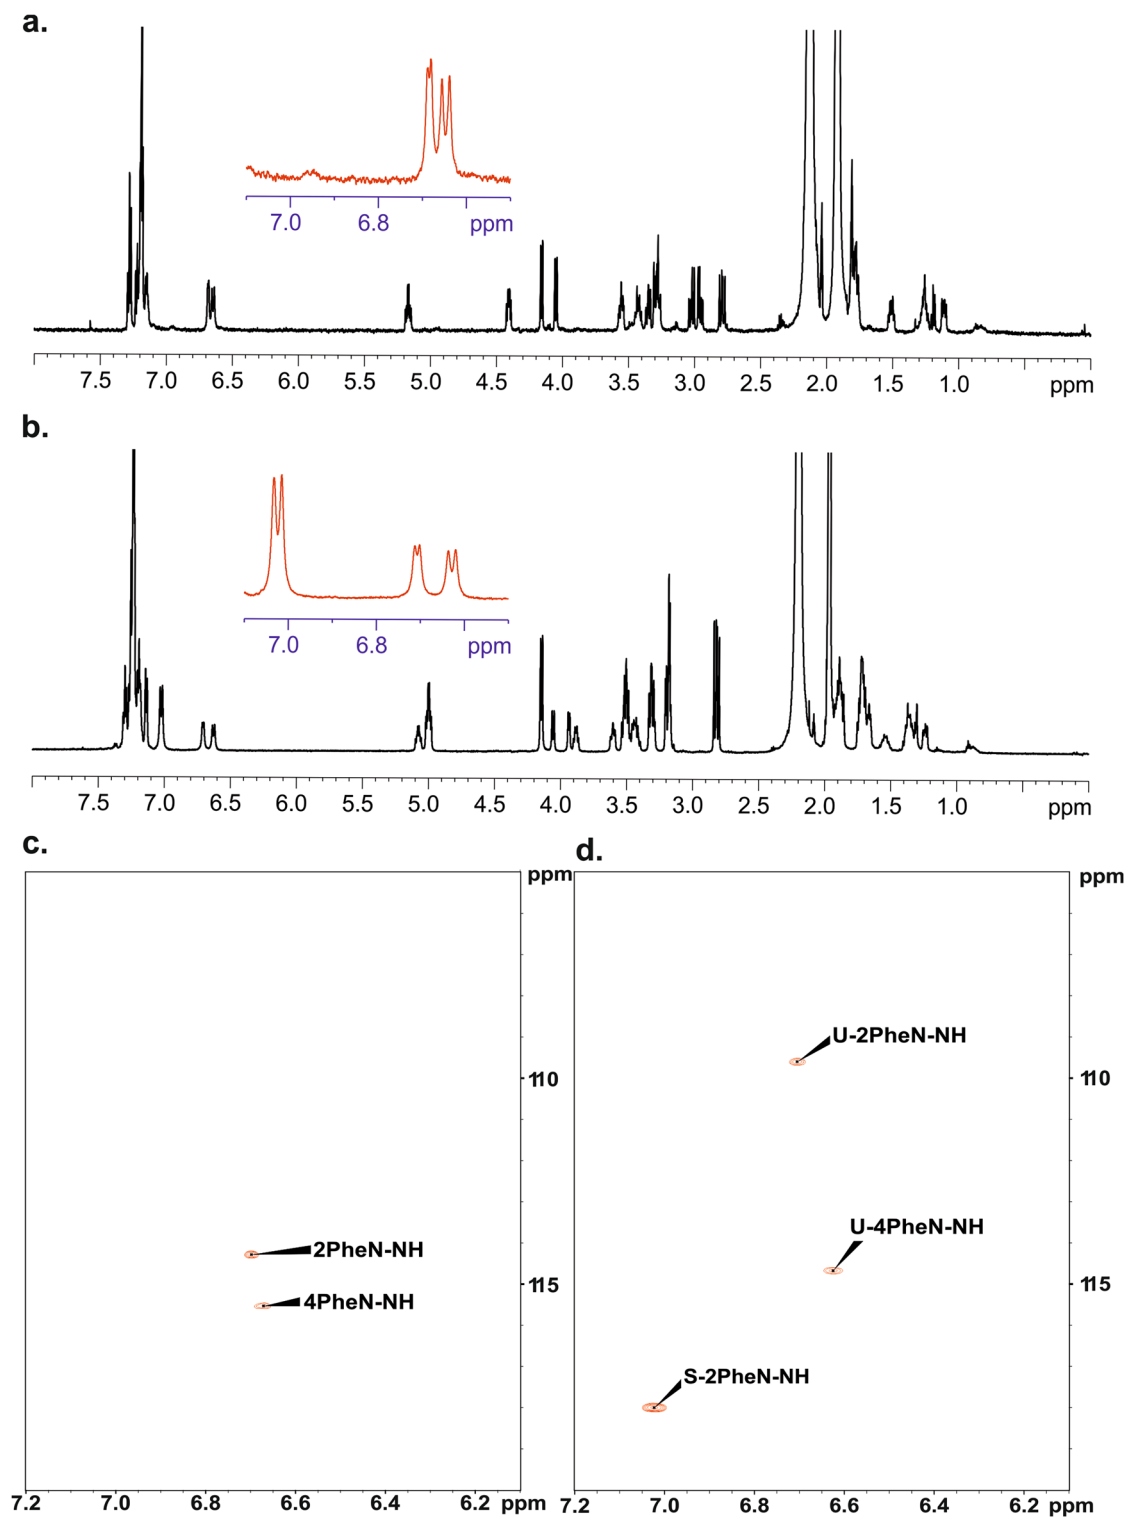 a.
7.0 6.8 ppm
7.5 7.0 6.5 6.0 5.5 5.0 4.5 4.0 3.5 3.0 2.5 2.0 1.5 1.0 ppm
b.
7.0 6.8 ppm
7.5 7.0 6.5 6.0 5.5 5.0 4.5 4.0 3.5 3.0 2.5 2.0 1.5 1.0 ppm
c.
ppm
110
2PheN-NH
4PheN-NH
115
7.2 7.0 6.8 6.6 6.4 6.2 ppm
d.
ppm
U-2PheN-NH
110
U-4PheN-NH
115
S-2PheN-NH
7.2 7.0 6.8 6.6 6.4 6.2 ppm